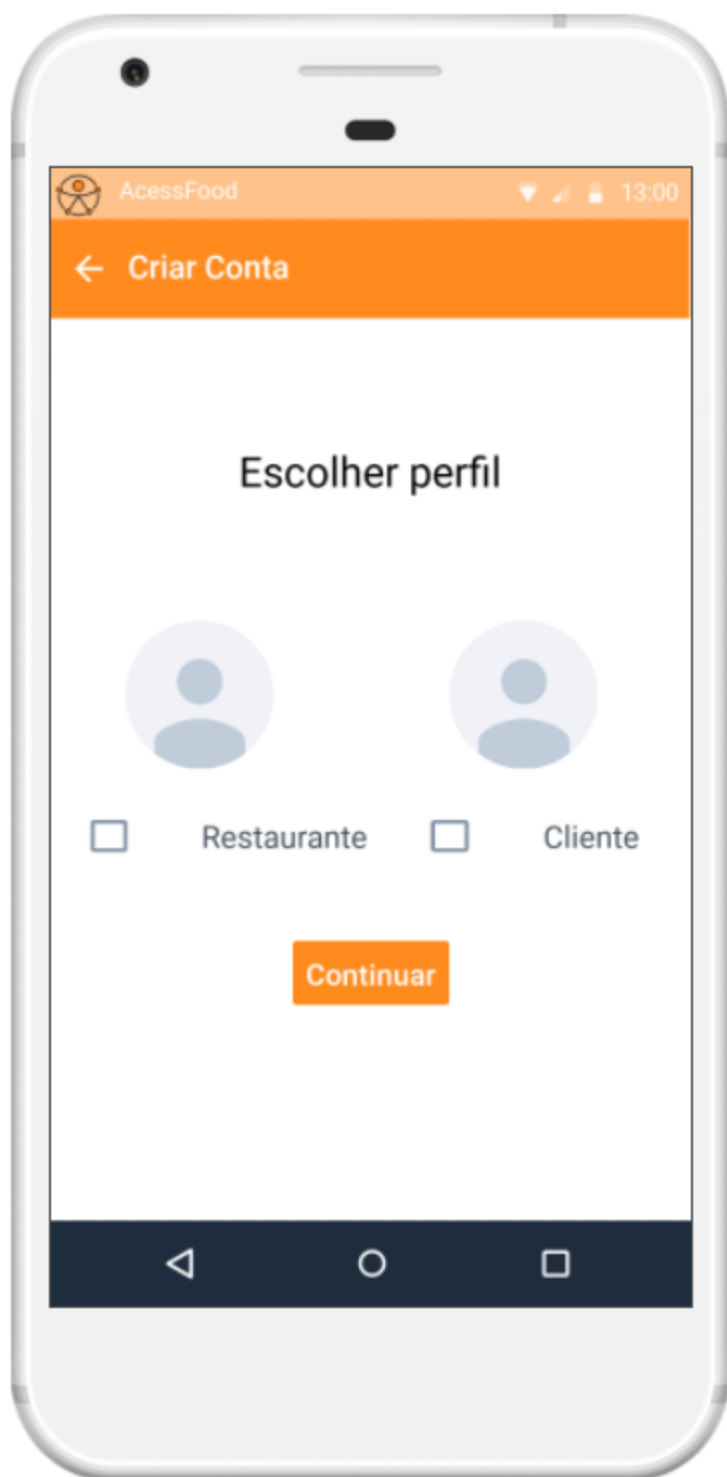 AcessFood 13:00
Criar Conta
Escolher perfil
Restaurante Cliente
Continuar